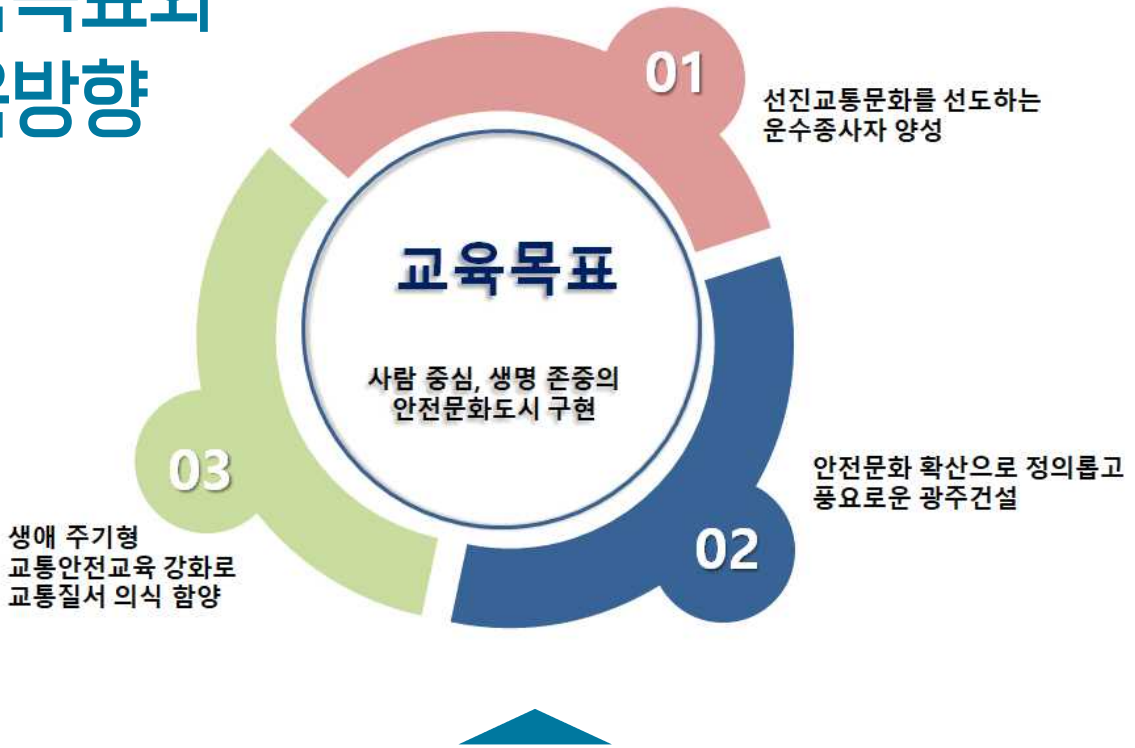 방향
01
선진교통문화를 선도하는
운수종사자 양성
교육목표
사람 중심, 생명 존중의
안전문화도시 구현
03
안전문화 확산으로 정의롭고
풍요로운 광주건설
02
생애 주기형
교통안전교육 강화로
교통질서 의식 함양